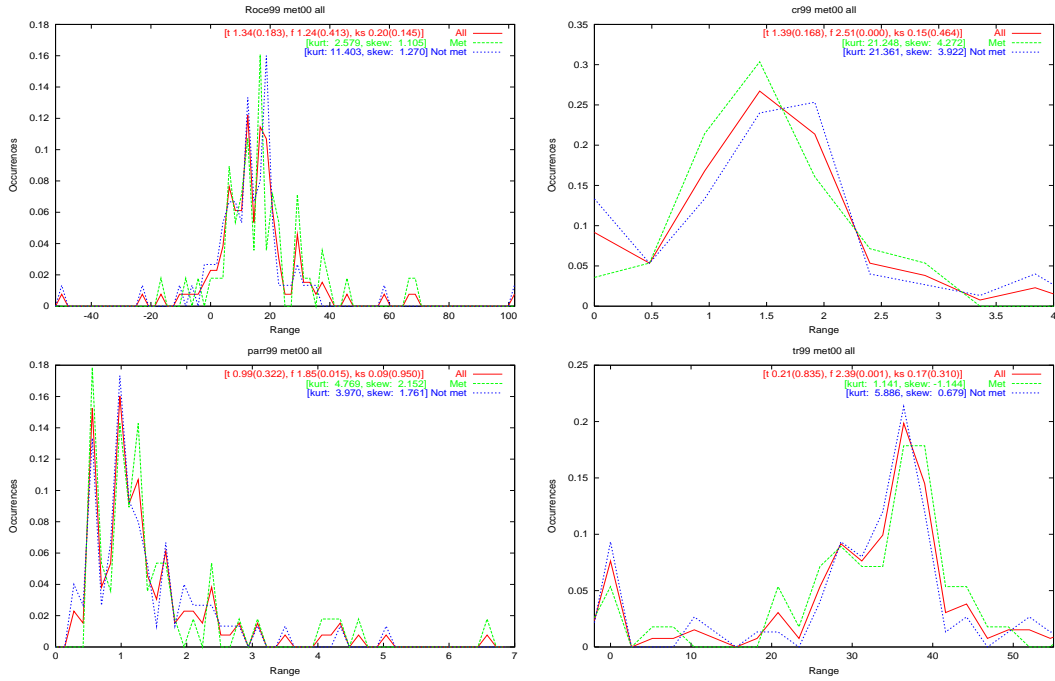 Roce99 met00 all
[t 1.34(0.183), f 1.24(0.413), ks 0.20(0.145)] All
[kurt: 2.579, skew: 1.105] Met
[kurt: 11.403, skew: 1.270] Not met
0.18
0.16
0.14
0.12
0.1
0.08
0.06
0.04
0.02
0
Occurrences
-40 -20 0 20 40 60 80 100
Range
cr99 met00 all
[t 1.39(0.168), f 2.51(0.000), ks 0.15(0.464)] All
[kurt: 21.248, skew: 4.272] Met
[kurt: 21.361, skew: 3.922] Not met
0.35
0.3
0.25
0.2
0.15
0.1
0.05
0
Occurrences
0 0.5 1 1.5 2 2.5 3 3.5 4
Range
parr99 met00 all
[t 0.99(0.322), f 1.85(0.015), ks 0.09(0.950)] All
[kurt: 4.769, skew: 2.152] Met
[kurt: 3.970, skew: 1.761] Not met
0.18
0.16
0.14
0.12
0.1
0.08
0.06
0.04
0.02
0
Occurrences
0 1 2 3 4 5 6 7
Range
tr99 met00 all
[t 0.21(0.835), f 2.39(0.001), ks 0.17(0.310)] All
[kurt: 1.141, skew: -1.144] Met
[kurt: 5.886, skew: 0.679] Not met
0.25
0.2
0.15
0.1
0.05
0
Occurrences
0 10 20 30 40 50
Range